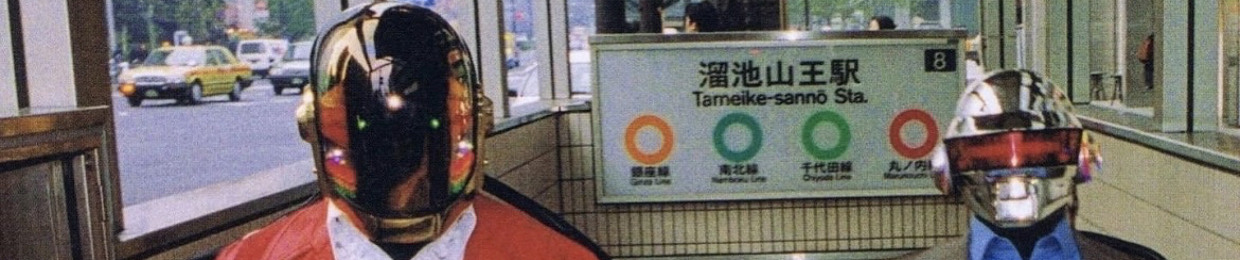 8
溜池山王駅
Tameike-sannō Sta.
銀座線 南北線 千代田線 丸ノ内線
Ginza Line Namboku Line Chiyoda Line